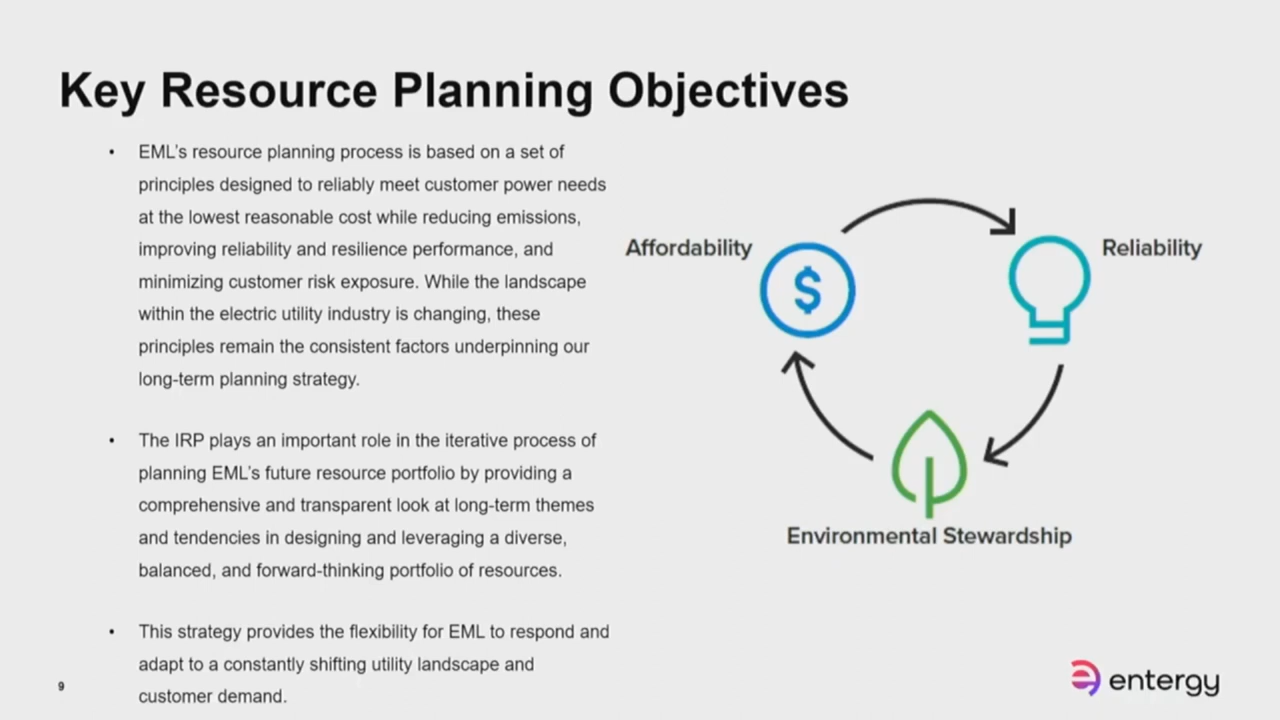 Key Resource Planning Objectives
• EML's resource planning process is based on a set of
principles designed to reliably meet customer power needs
at the lowest reasonable cost while reducing emissions,
improving reliability and resilience performance, and
minimizing customer risk exposure. While the landscape
within the electric utility industry is changing, these
principles remain the consistent factors underpinning our
long-term planning strategy.
• The IRP plays an important role in the iterative process of
planning EML's future resource portfolio by providing a
comprehensive and transparent look at long-term themes
and tendencies in designing and leveraging a diverse,
balanced, and forward-thinking portfolio of resources.
• This strategy provides the flexibility for EML to respond and
adapt to a constantly shifting utility landscape and
customer demand.
Affordability
$
Reliability
Environmental Stewardship
9
entergy